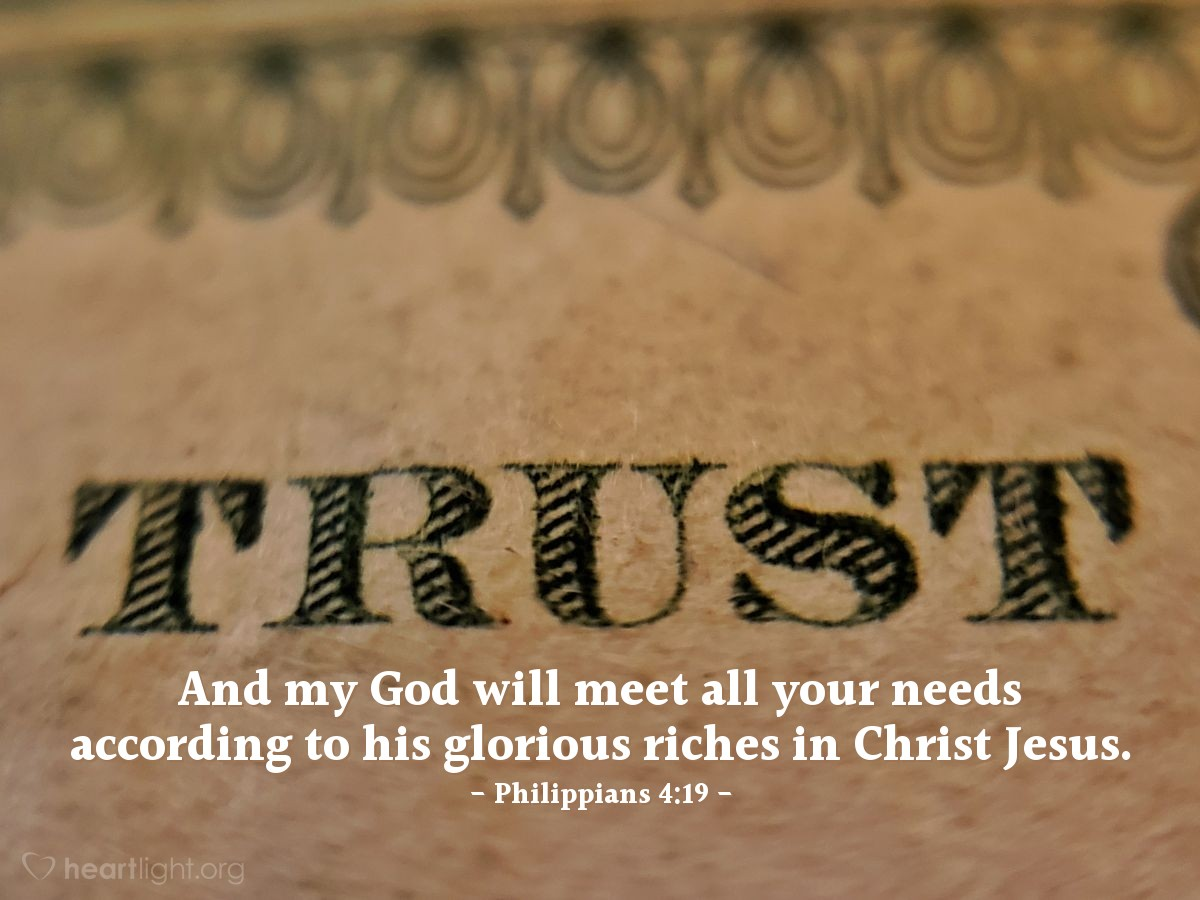 TRUST
And my God will meet all your needs
according to his glorious riches in Christ Jesus.
– Philippians 4:19 –
heartlight.org